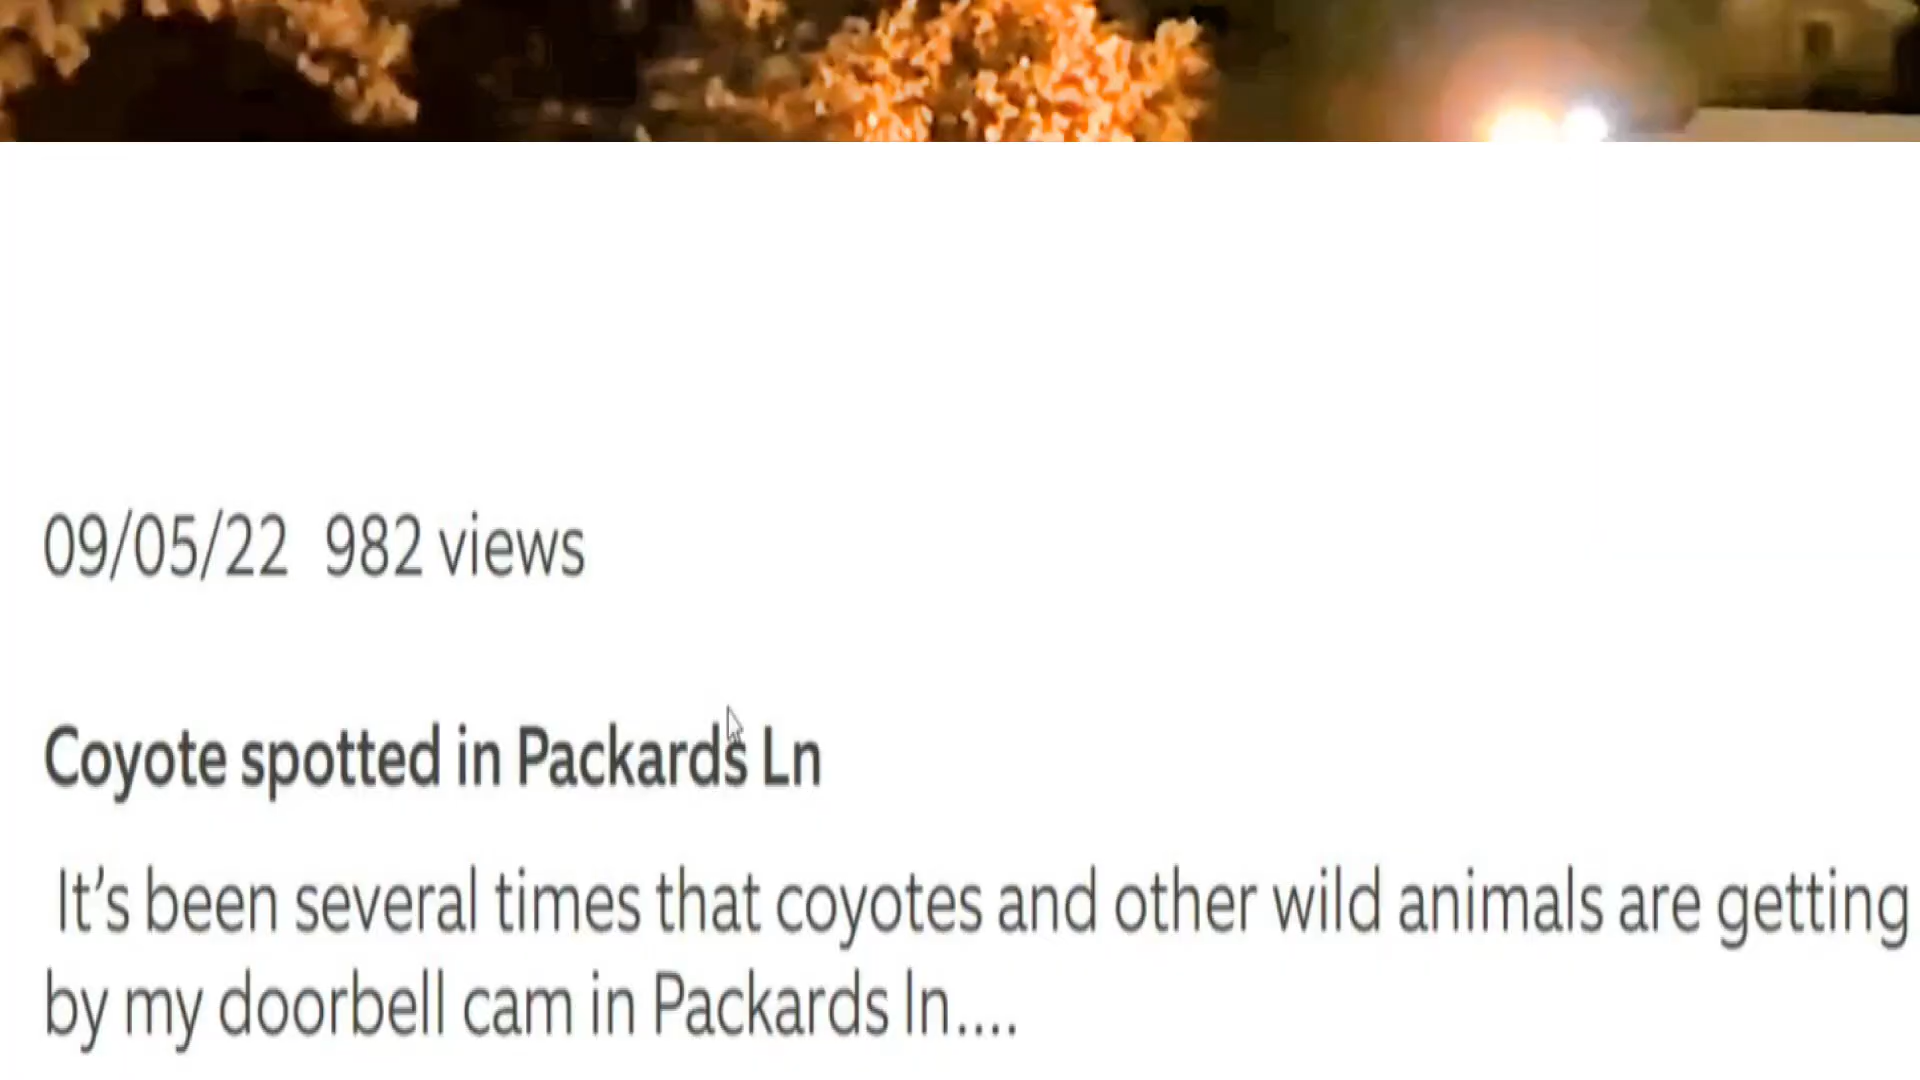 09/05/22 982 views
Coyote spotted in Packards Ln
It’s been several times that coyotes and other wild animals are getting
by my doorbell cam in Packards ln....